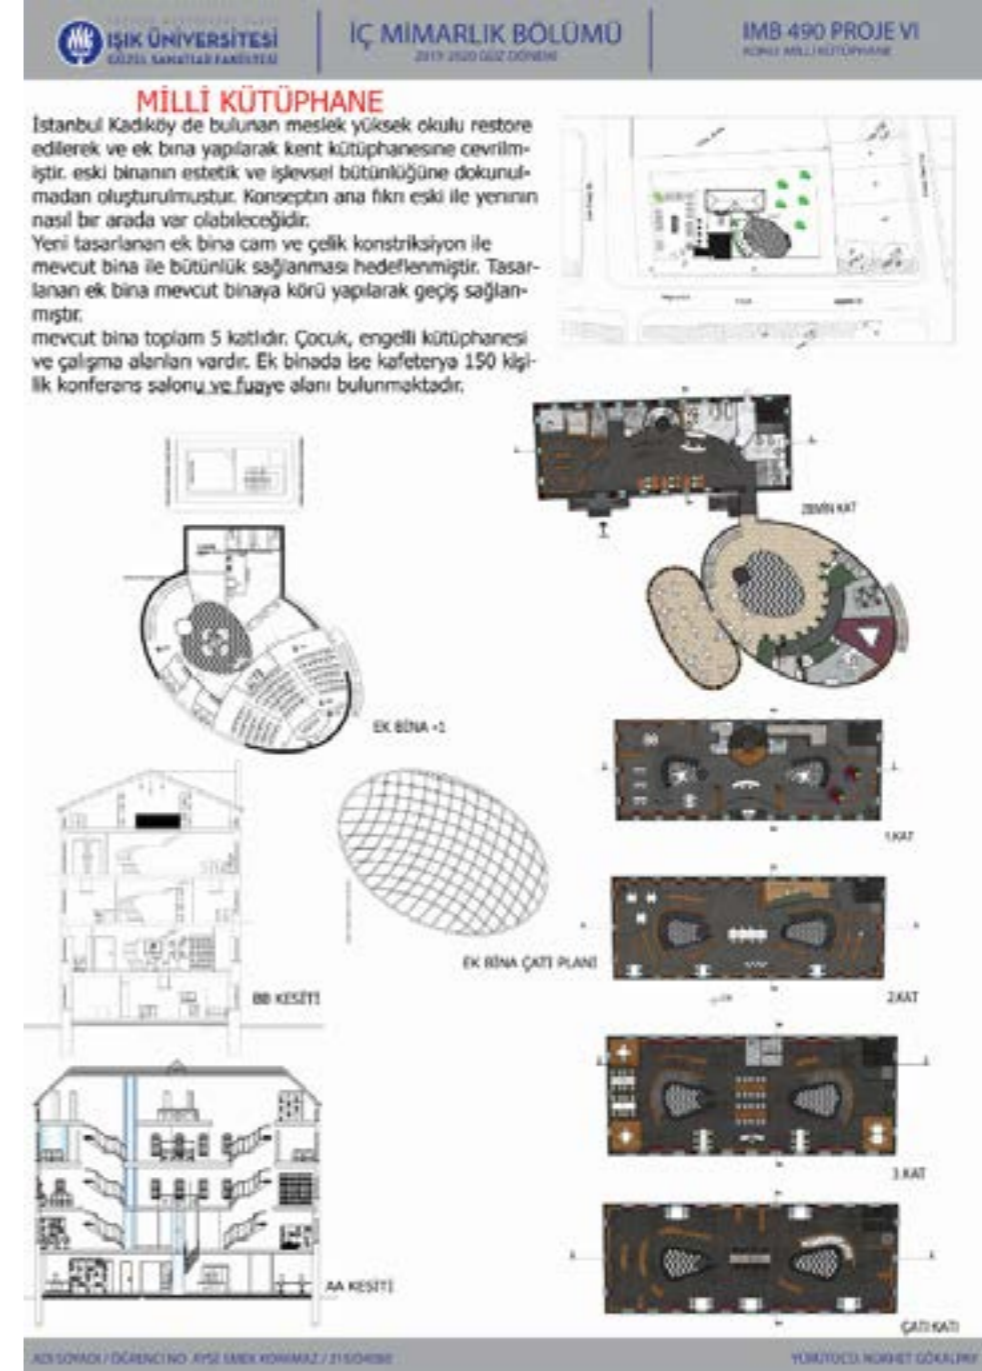 IŞIK ÜNİVERSİTESİ
GÜZEL SANATLAR FAKÜLTESİ
İÇ MİMARLIK BÖLÜMÜ
2019-2020 GÜZ DÖNEMİ
IMB 490 PROJE VI
KONU: MİLLİ KÜTÜPHANE
MİLLİ KÜTÜPHANE
İstanbul Kadıköy de bulunan meslek yüksek okulu restore
edilerek ve ek bina yapılarak kent kütüphanesine cevrilm-
iştir. eski binanın estetik ve işlevsel bütünlüğüne dokunul-
madan oluşturulmustur. Konseptin ana fikri eski ile yeninin
nasıl bir arada var olabileceğidir.
Yeni tasarlanan ek bina cam ve çelik konstriksiyon ile
mevcut bina ile bütünlük sağlanması hedeflenmiştir. Tasar-
lanan ek bina mevcut binaya körü yapılarak geçiş sağlan-
mıştır.
mevcut bina toplam 5 katlıdır. Çocuk, engelli kütüphanesi
ve çalışma alanları vardır. Ek binada ise kafeterya 150 kişi-
lik konferans salonu ve fuaye alanı bulunmaktadır.
ZEMİN KAT
EK BİNA -1
1.KAT
EK BİNA ÇATI PLANI
BB KESİTİ
2.KAT
3.KAT
AA KESİTİ
ÇATI KATI
ADI SOYADI / ÖĞRENCİ NO: AYŞE EMEK
YÜRÜTÜCÜ: